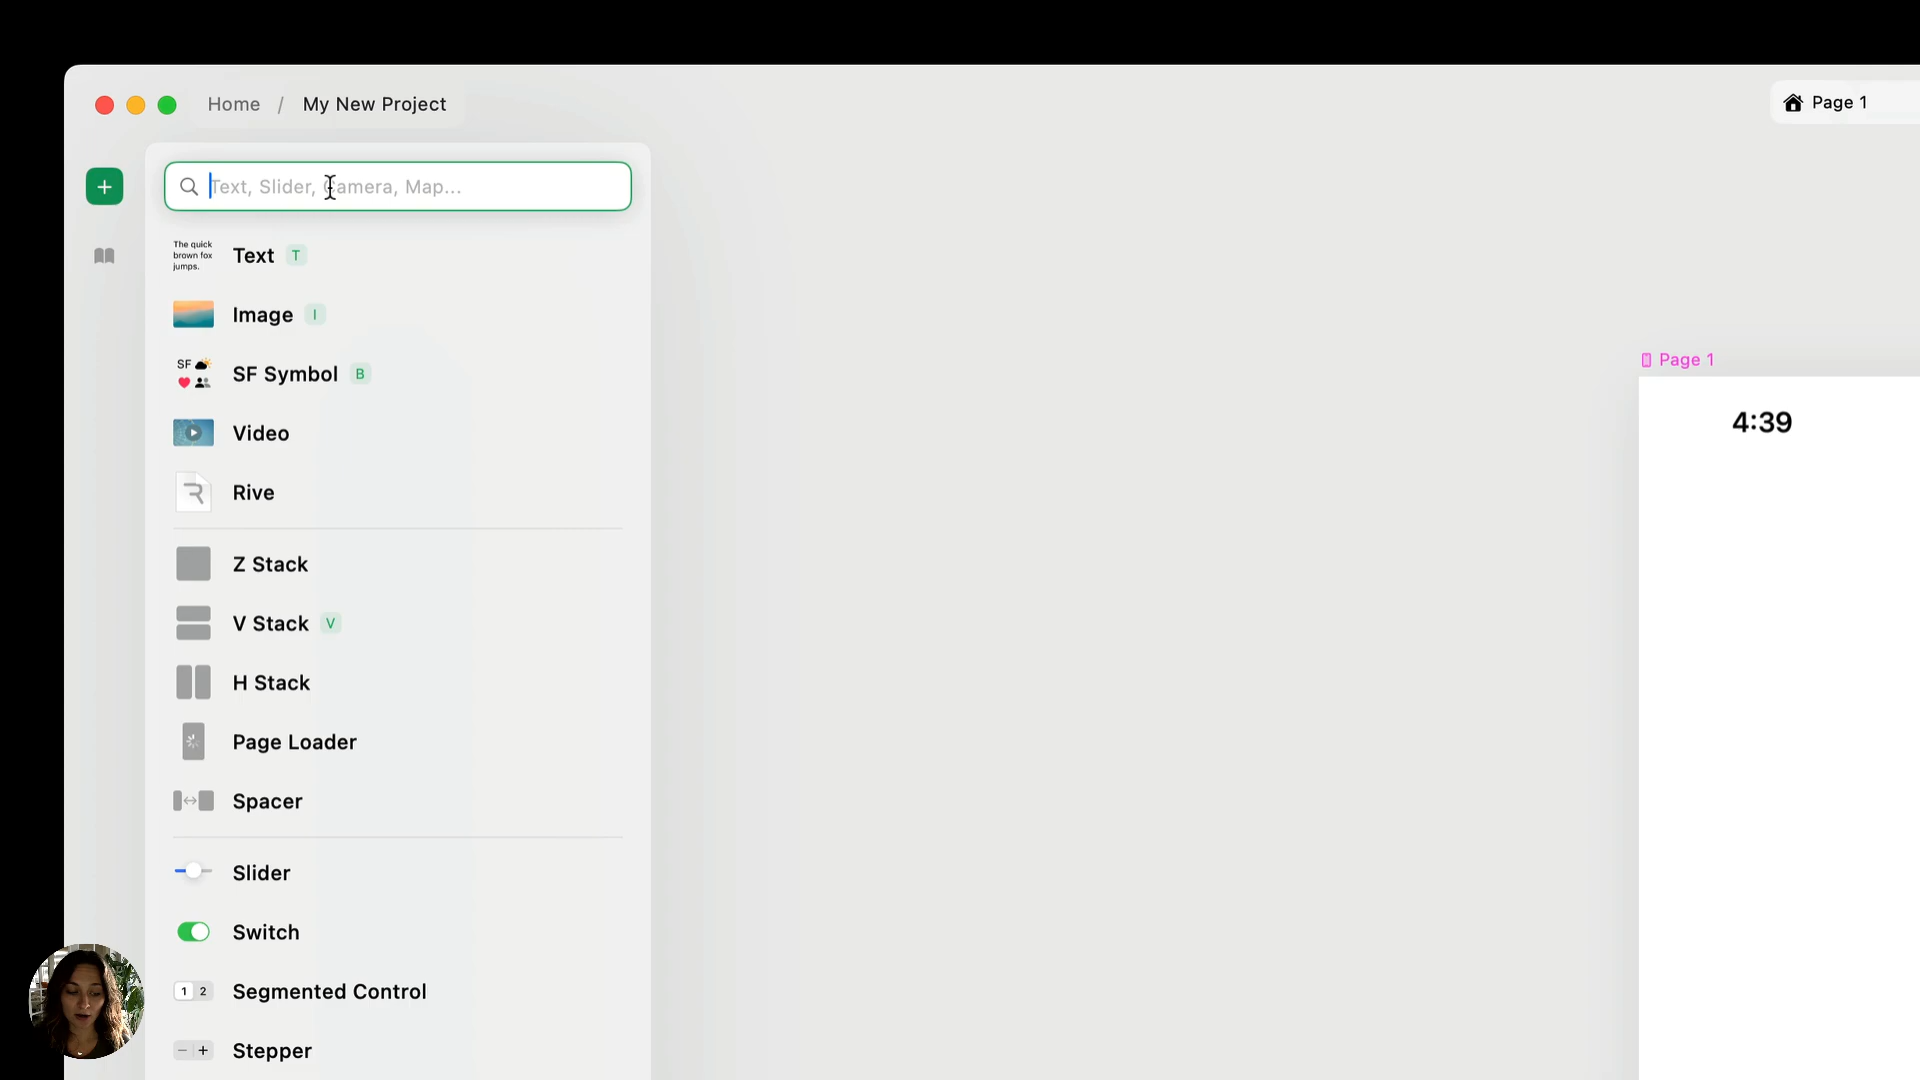 Home / My New Project
Page 1
Text, Slider, Camera, Map...
The quick
brown fox
jumps.
Text T
Image I
SF
SF Symbol B
Video
Rive
Z Stack
V Stack V
H Stack
Page Loader
Spacer
Slider
Switch
1 2
Segmented Control
Stepper
Page 1
4:39